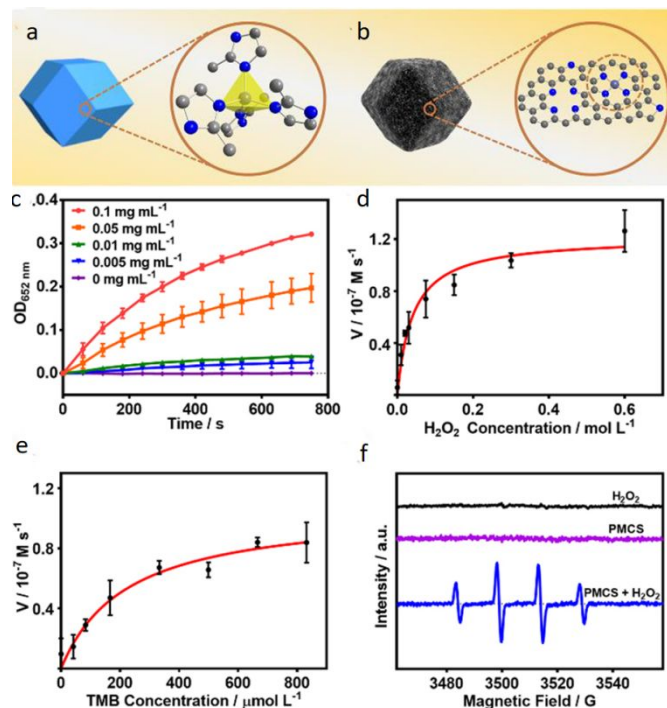 a
b
c
0.4
0.3
0.2
0.1
0.0
0.1 mg mL⁻¹
0.05 mg mL⁻¹
0.01 mg mL⁻¹
0.005 mg mL⁻¹
0 mg mL⁻¹
OD652 nm
0 200 400 600 800
Time / s
d
1.2
0.8
0.4
V / 10⁻⁷ M s⁻¹
0.0 0.2 0.4 0.6
H₂O₂ Concentration / mol L⁻¹
e
1.2
0.8
0.4
V / 10⁻⁷ M s⁻¹
0 200 400 600 800
TMB Concentration / μmol L⁻¹
f
H₂O₂
PMCS
PMCS + H₂O₂
Intensity / a.u.
3480 3500 3520 3540
Magnetic Field / G